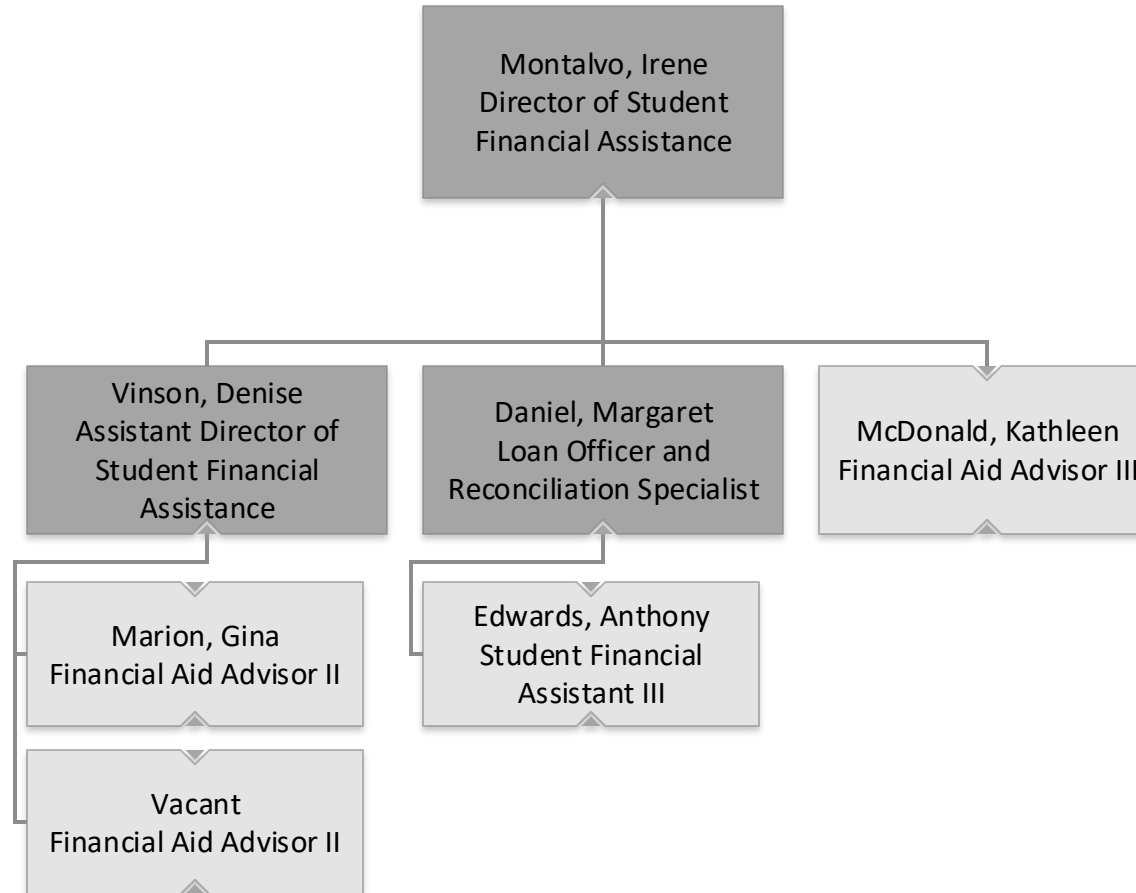 Montalvo, Irene
Director of Student
Financial Assistance
Vinson, Denise
Assistant Director of
Student Financial
Assistance
Daniel, Margaret
Loan Officer and
Reconciliation Specialist
McDonald, Kathleen
Financial Aid Advisor III
Marion, Gina
Financial Aid Advisor II
Edwards, Anthony
Student Financial
Assistant III
Vacant
Financial Aid Advisor II